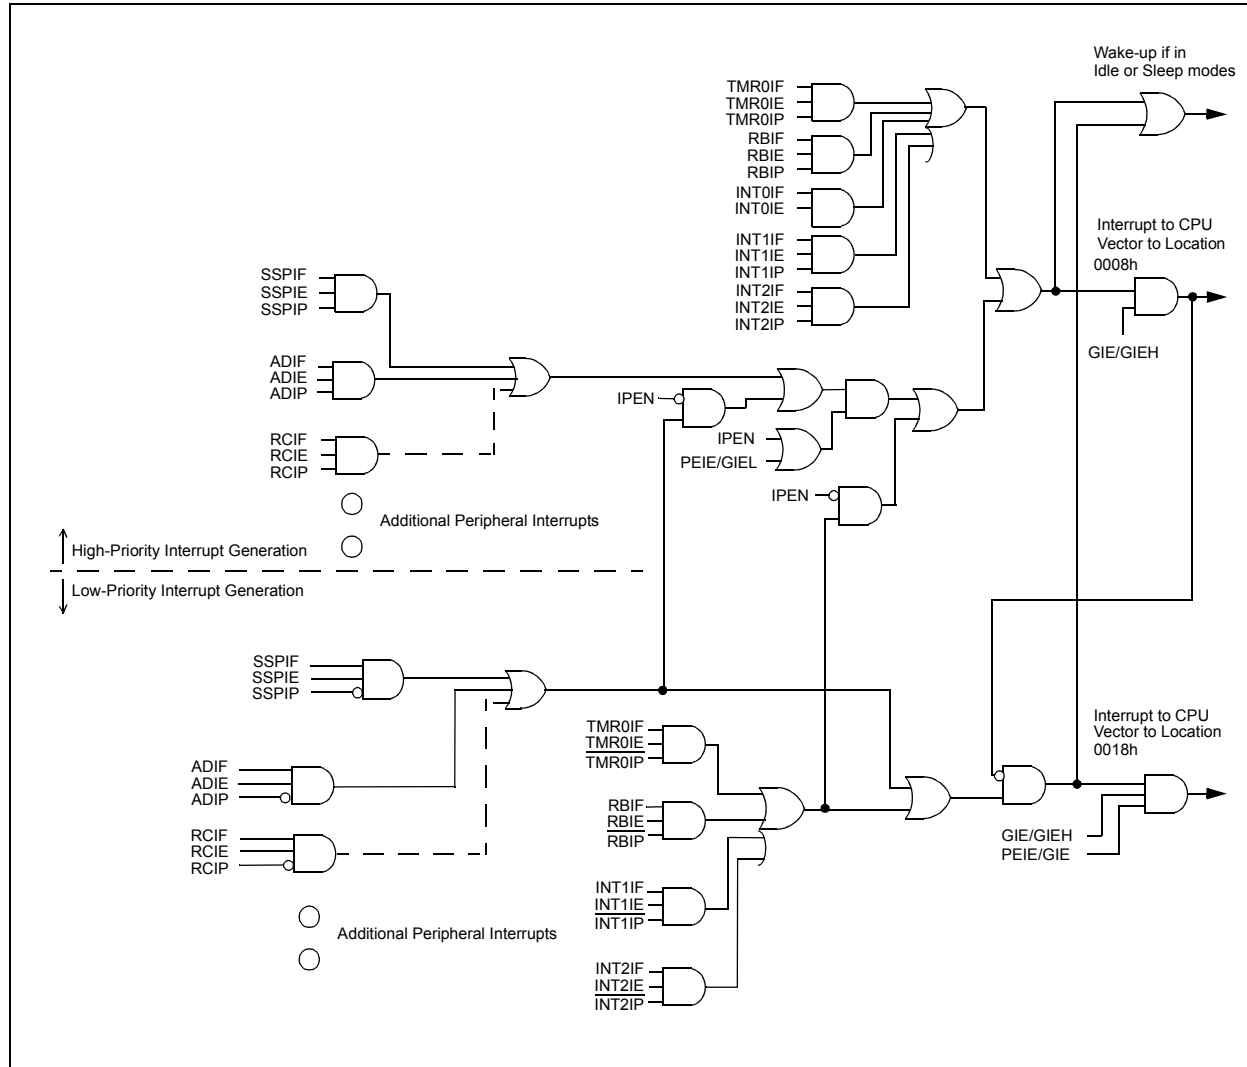 Wake-up if in
Idle or Sleep modes
TMR0IF
TMR0IE
TMR0IP
RBIF
RBIE
RBIP
INT0IF
INT0IE
INT1IF
INT1IE
INT1IP
INT2IF
INT2IE
INT2IP
Interrupt to CPU
Vector to Location
0008h
GIE/GIEH
SSPIF
SSPIE
SSPIP
ADIF
ADIE
ADIP
RCIF
RCIE
RCIP
IPEN
IPEN
PEIE/GIEL
IPEN
Additional Peripheral Interrupts
High-Priority Interrupt Generation
Low-Priority Interrupt Generation
SSPIF
SSPIE
SSPIP
ADIF
ADIE
ADIP
RCIF
RCIE
RCIP
Additional Peripheral Interrupts
TMR0IF
TMR0IE
TMR0IP
RBIF
RBIE
RBIP
INT1IF
INT1IE
INT1IP
INT2IF
INT2IE
INT2IP
Interrupt to CPU
Vector to Location
0018h
GIE/GIEH
PEIE/GIE